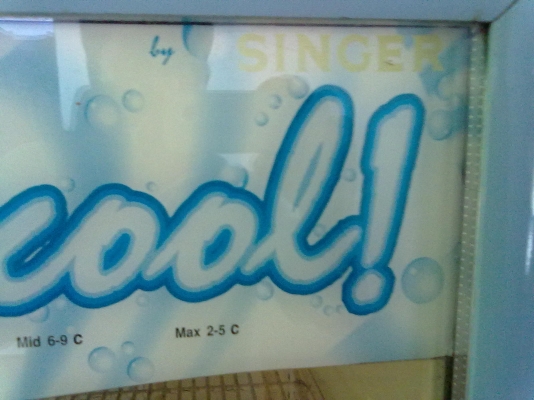 by SINGER
cool!
Mid 6-9 C Max 2-5 C